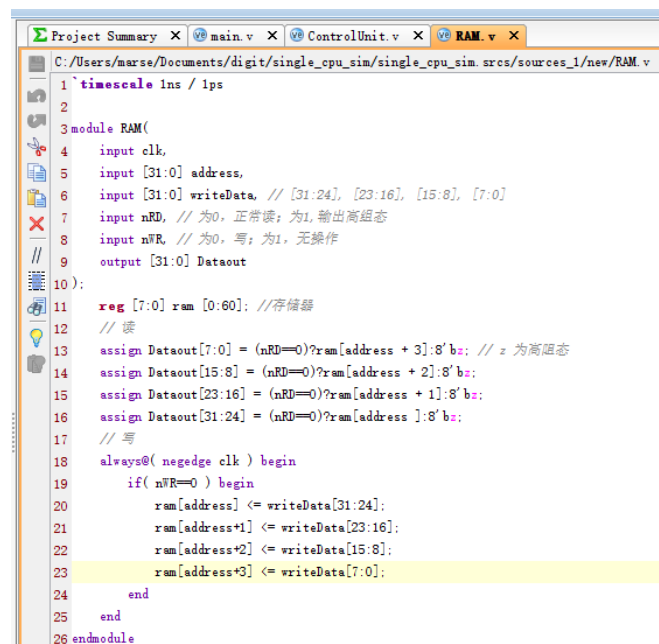 Project Summary × main.v × ControlUnit.v × RAM.v ×
C:/Users/marse/Documents/digit/single_cpu_sim/single_cpu_sim.srcs/sources_1/new/RAM.v
1 `timescale 1ns / 1ps
2
3 module RAM(
4 input clk,
5 input [31:0] address,
6 input [31:0] writeData, // [31:24], [23:16], [15:8], [7:0]
7 input nRD, // 为0，正常读；为1,输出高组态
8 input nWR, // 为0，写；为1，无操作
9 output [31:0] Dataout
10 );
11 reg [7:0] ram [0:60]; //存储器
12 // 读
13 assign Dataout[7:0] = (nRD==0)?ram[address + 3]:8'bz; // z 为高阻态
14 assign Dataout[15:8] = (nRD==0)?ram[address + 2]:8'bz;
15 assign Dataout[23:16] = (nRD==0)?ram[address + 1]:8'bz;
16 assign Dataout[31:24] = (nRD==0)?ram[address ]:8'bz;
17 // 写
18 always@( negedge clk ) begin
19 if( nWR==0 ) begin
20 ram[address] <= writeData[31:24];
21 ram[address+1] <= writeData[23:16];
22 ram[address+2] <= writeData[15:8];
23 ram[address+3] <= writeData[7:0];
24 end
25 end
26 endmodule